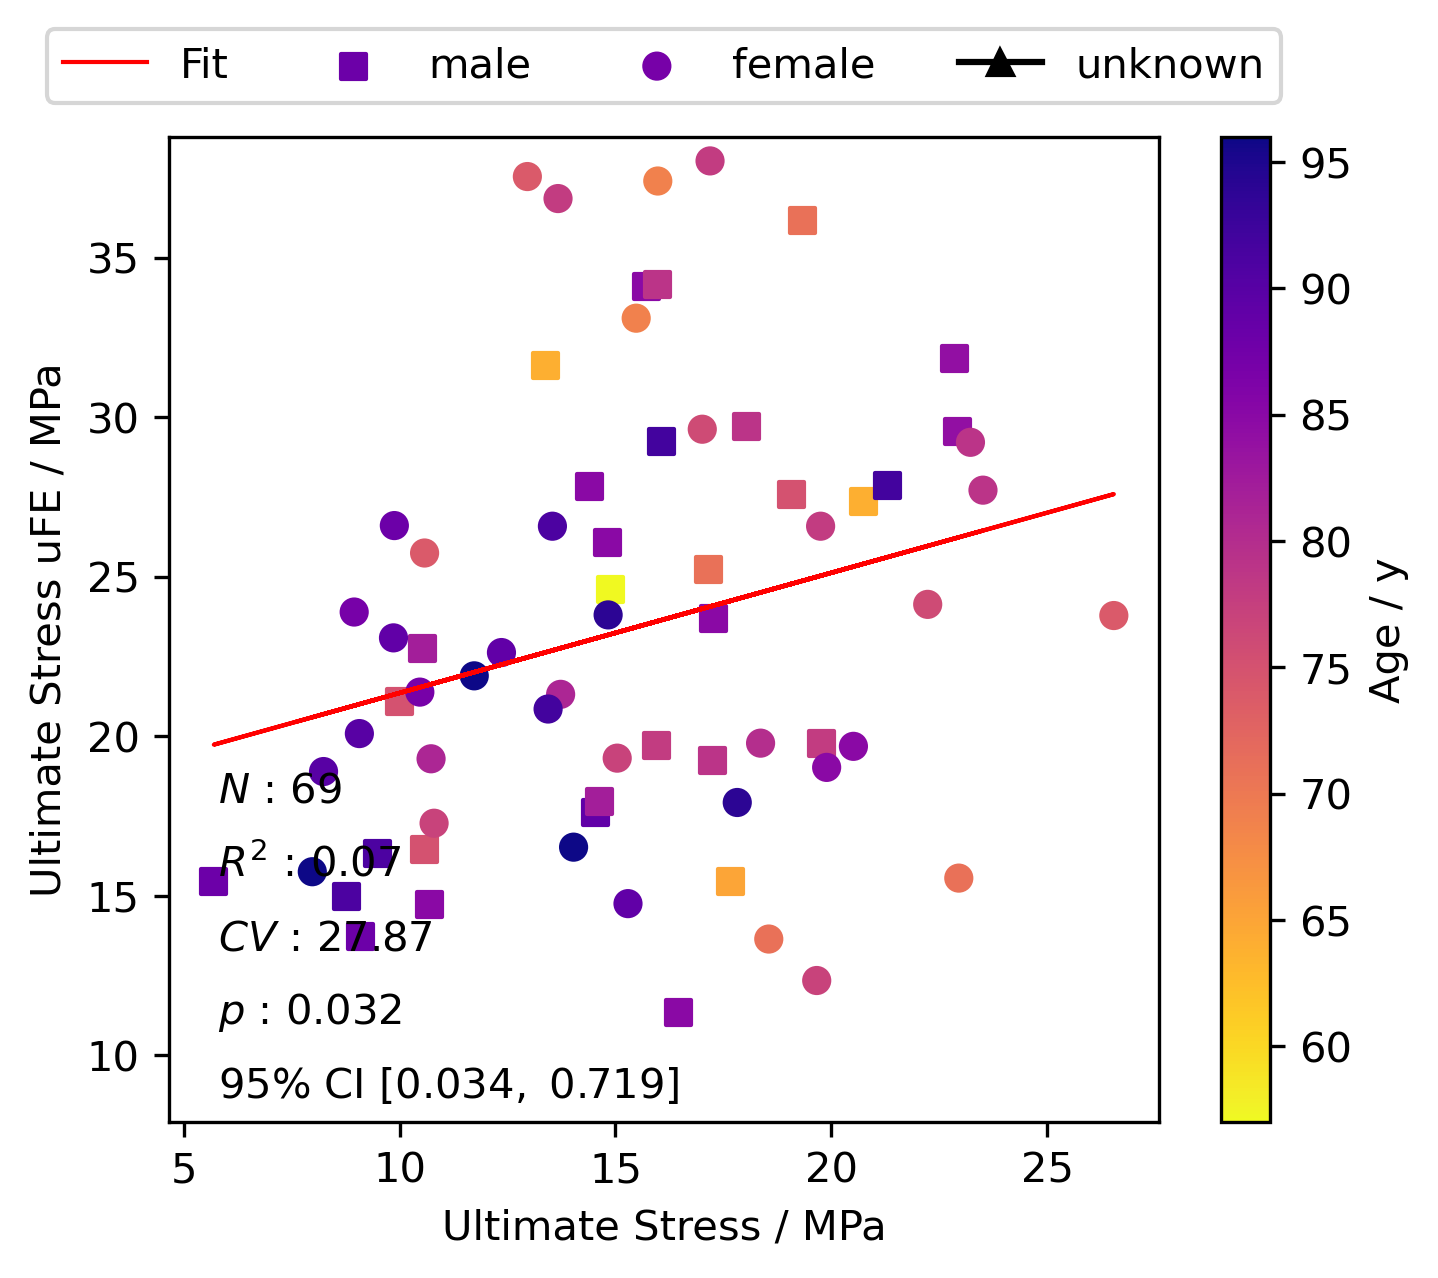 Fit male female unknown
35
30
25
20
15
10
Ultimate Stress uFE / MPa
N : 69
R² : 0.07
CV : 27.87
p : 0.032
95% CI [0.034, 0.719]
5 10 15 20 25
Ultimate Stress / MPa
95
90
85
80
75
70
65
60
Age / y